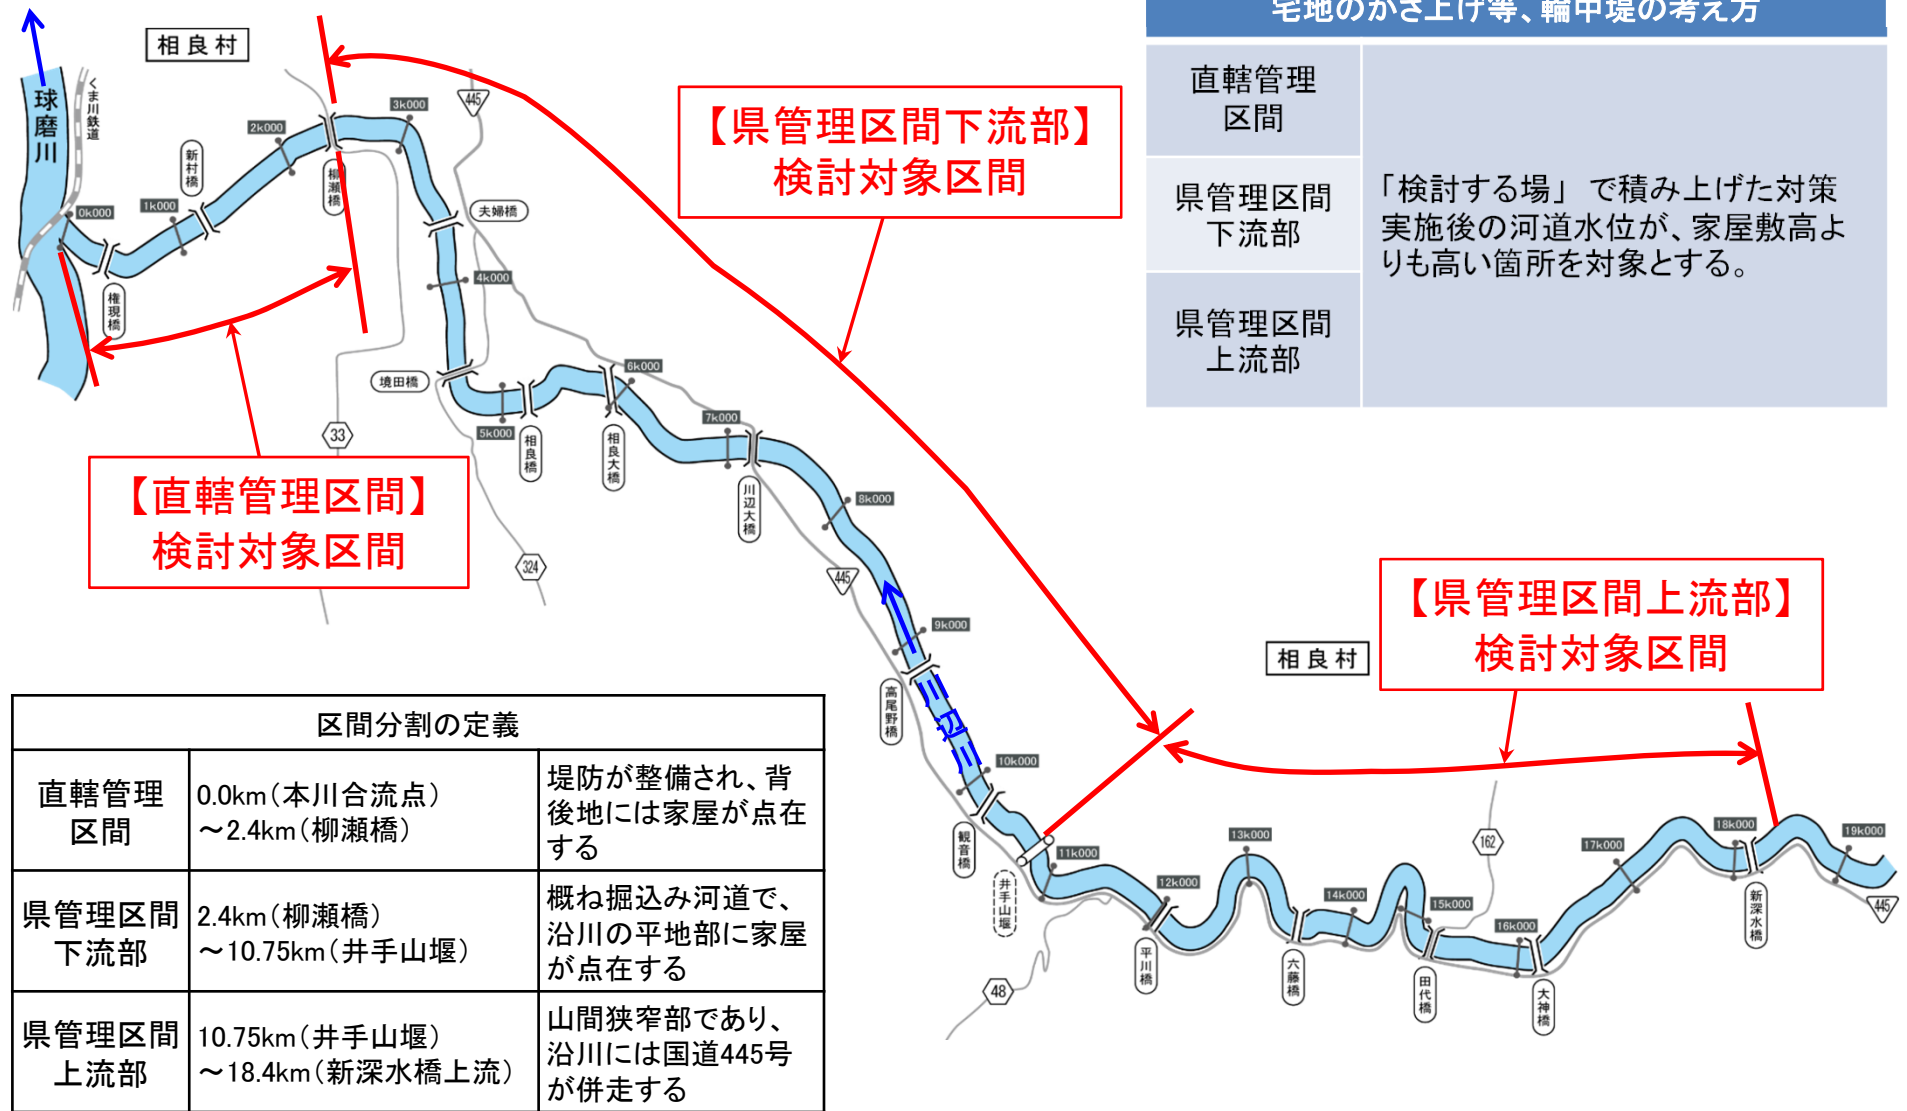 宅地のかさ上げ等、輪中堤の考え方
直轄管理
区間
県管理区間
下流部
県管理区間
上流部
「検討する場」 で積み上げた対策
実施後の河道水位が、家屋敷高よ
りも高い箇所を対象とする。
相良村
球磨川
くま川鉄道
【県管理区間下流部】
検討対象区間
【直轄管理区間】
検討対象区間
【県管理区間上流部】
検討対象区間
相良村
0k000
1k000
2k000
3k000
4k000
5k000
6k000
7k000
8k000
9k000
10k000
11k000
12k000
13k000
14k000
15k000
16k000
17k000
18k000
19k000
権現橋
新村橋
柳瀬橋
夫婦橋
境田橋
相良橋
相良大橋
川辺大橋
高尾野橋
観音橋
井手山堰
平川橋
六藤橋
田代橋
大神橋
新深水橋
445
33
324
445
48
162
445
川辺川
区間分割の定義
直轄管理
区間
0.0km(本川合流点)
～2.4km(柳瀬橋)
堤防が整備され、背
後地には家屋が点在
する
県管理区間
下流部
2.4km(柳瀬橋)
～10.75km(井手山堰)
概ね掘込み河道で、
沿川の平地部に家屋
が点在する
県管理区間
上流部
10.75km(井手山堰)
～18.4km(新深水橋上流)
山間狭窄部であり、
沿川には国道445号
が併走する